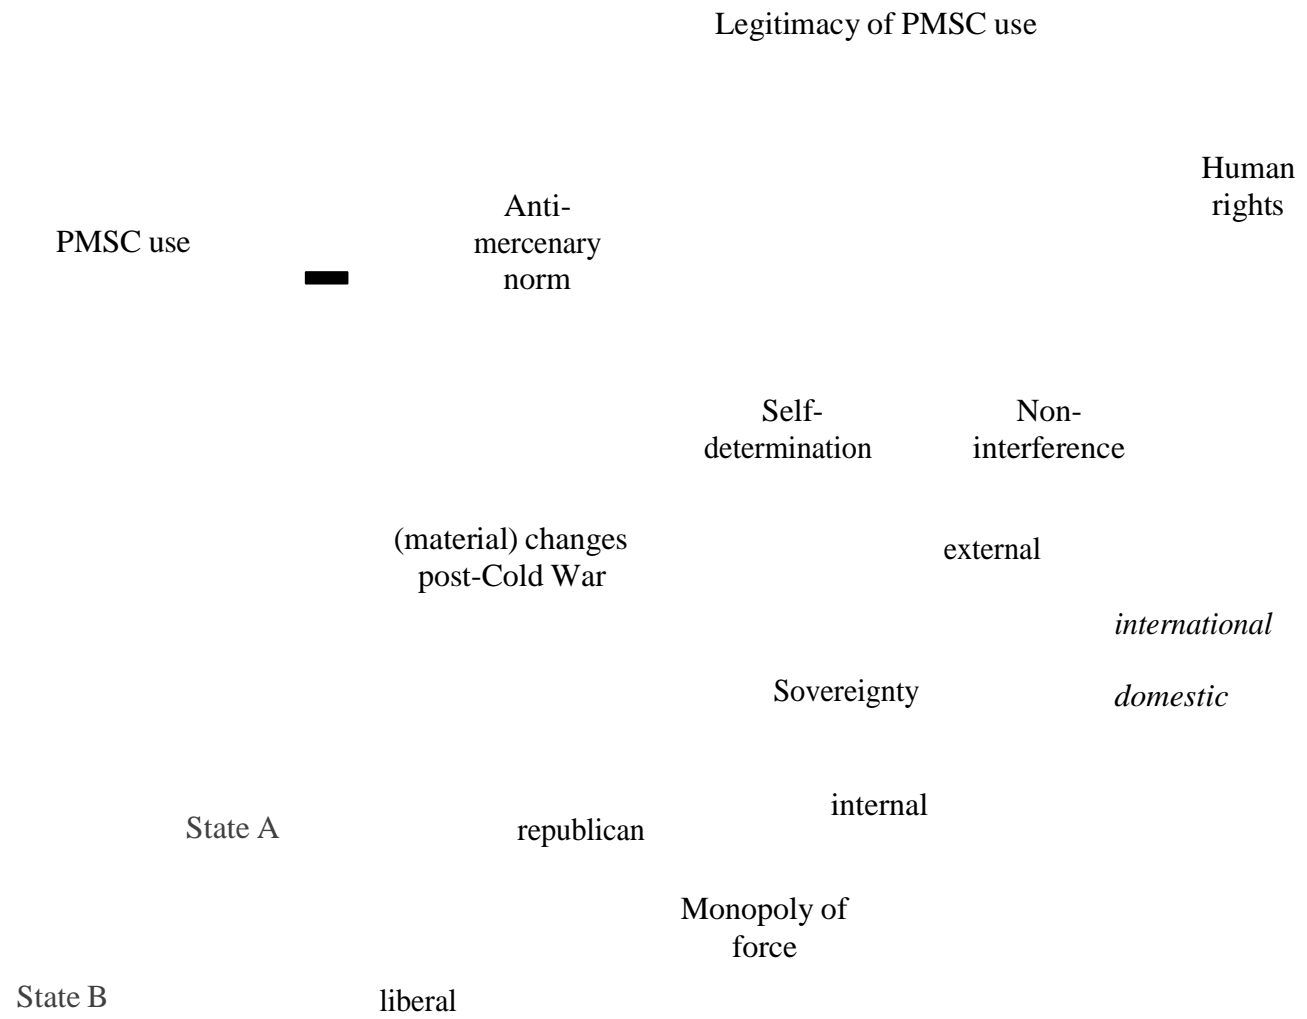 Legitimacy of PMSC use
Human
rights
Anti-
mercenary
norm
PMSC use
Self-
determination
Non-
interference
(material) changes
post-Cold War
external
international
Sovereignty
domestic
internal
State A
republican
Monopoly of
force
State B
liberal